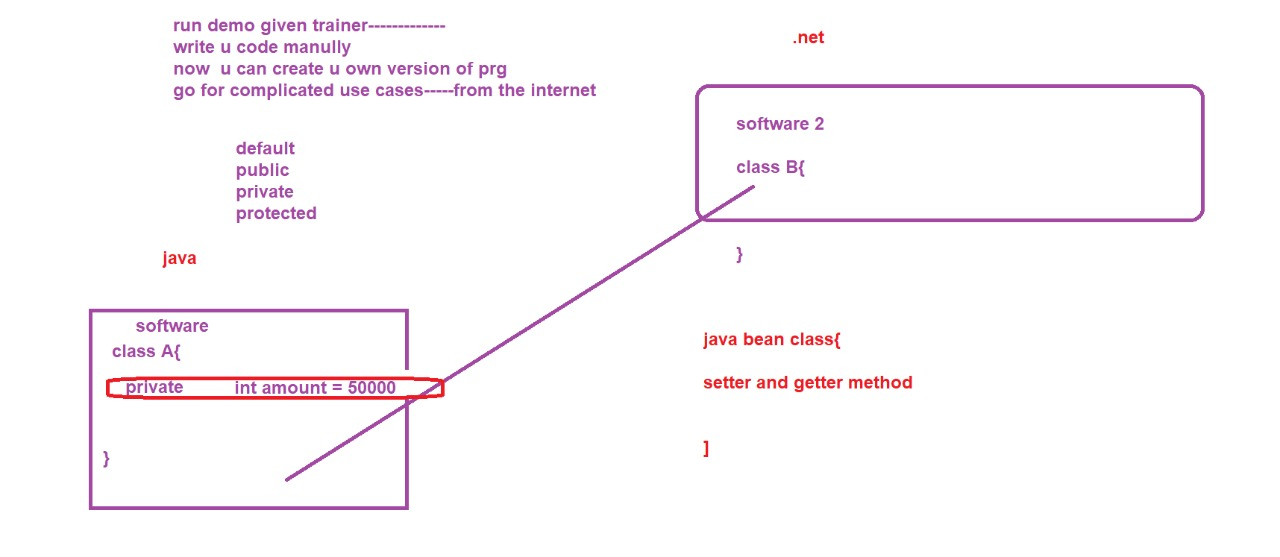 run demo given trainer-------------
write u code manully
now  u can create u own version of prg
go for complicated use cases-----from the internet
default
public
private
protected
java
software
class A{
private int amount = 50000
}
.net
software 2
class B{
}
java bean class{
setter and getter method
]